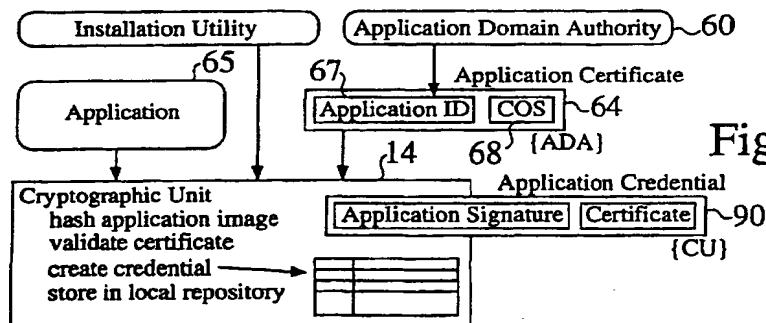 Installation Utility
Application Domain Authority
60
65
Application
67
Application Certificate
Application ID
COS
64
68
{ADA}
Fig
14
Cryptographic Unit
hash application image
validate certificate
create credential
store in local repository
Application Credential
Application Signature
Certificate
90
{CU}